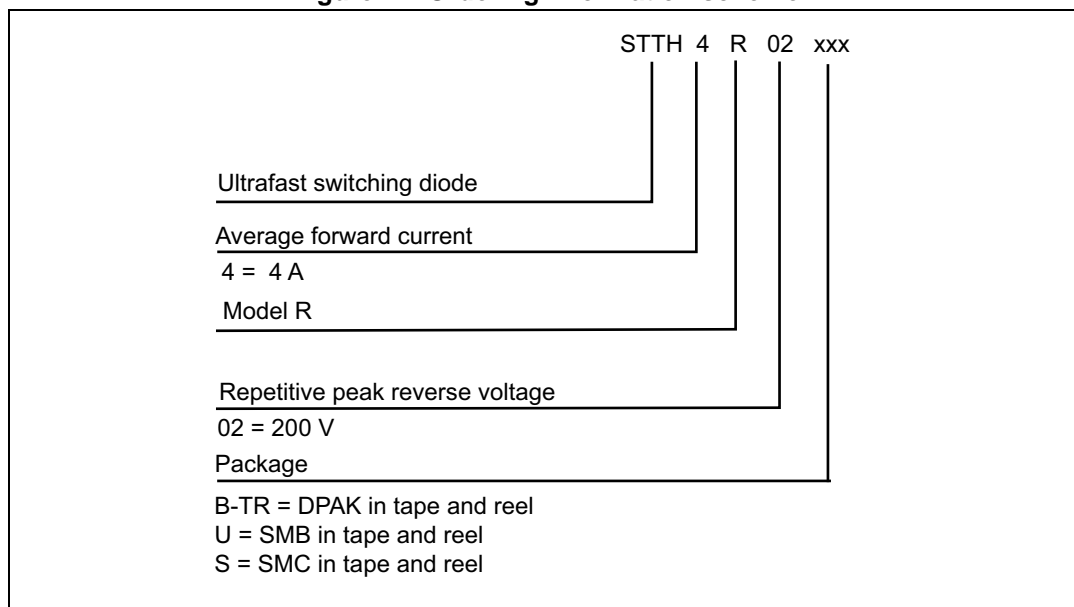 STTH 4 R 02 xxx
Ultrafast switching diode
Average forward current
4 = 4 A
Model R
Repetitive peak reverse voltage
02 = 200 V
Package
B-TR = DPAK in tape and reel
U = SMB in tape and reel
S = SMC in tape and reel